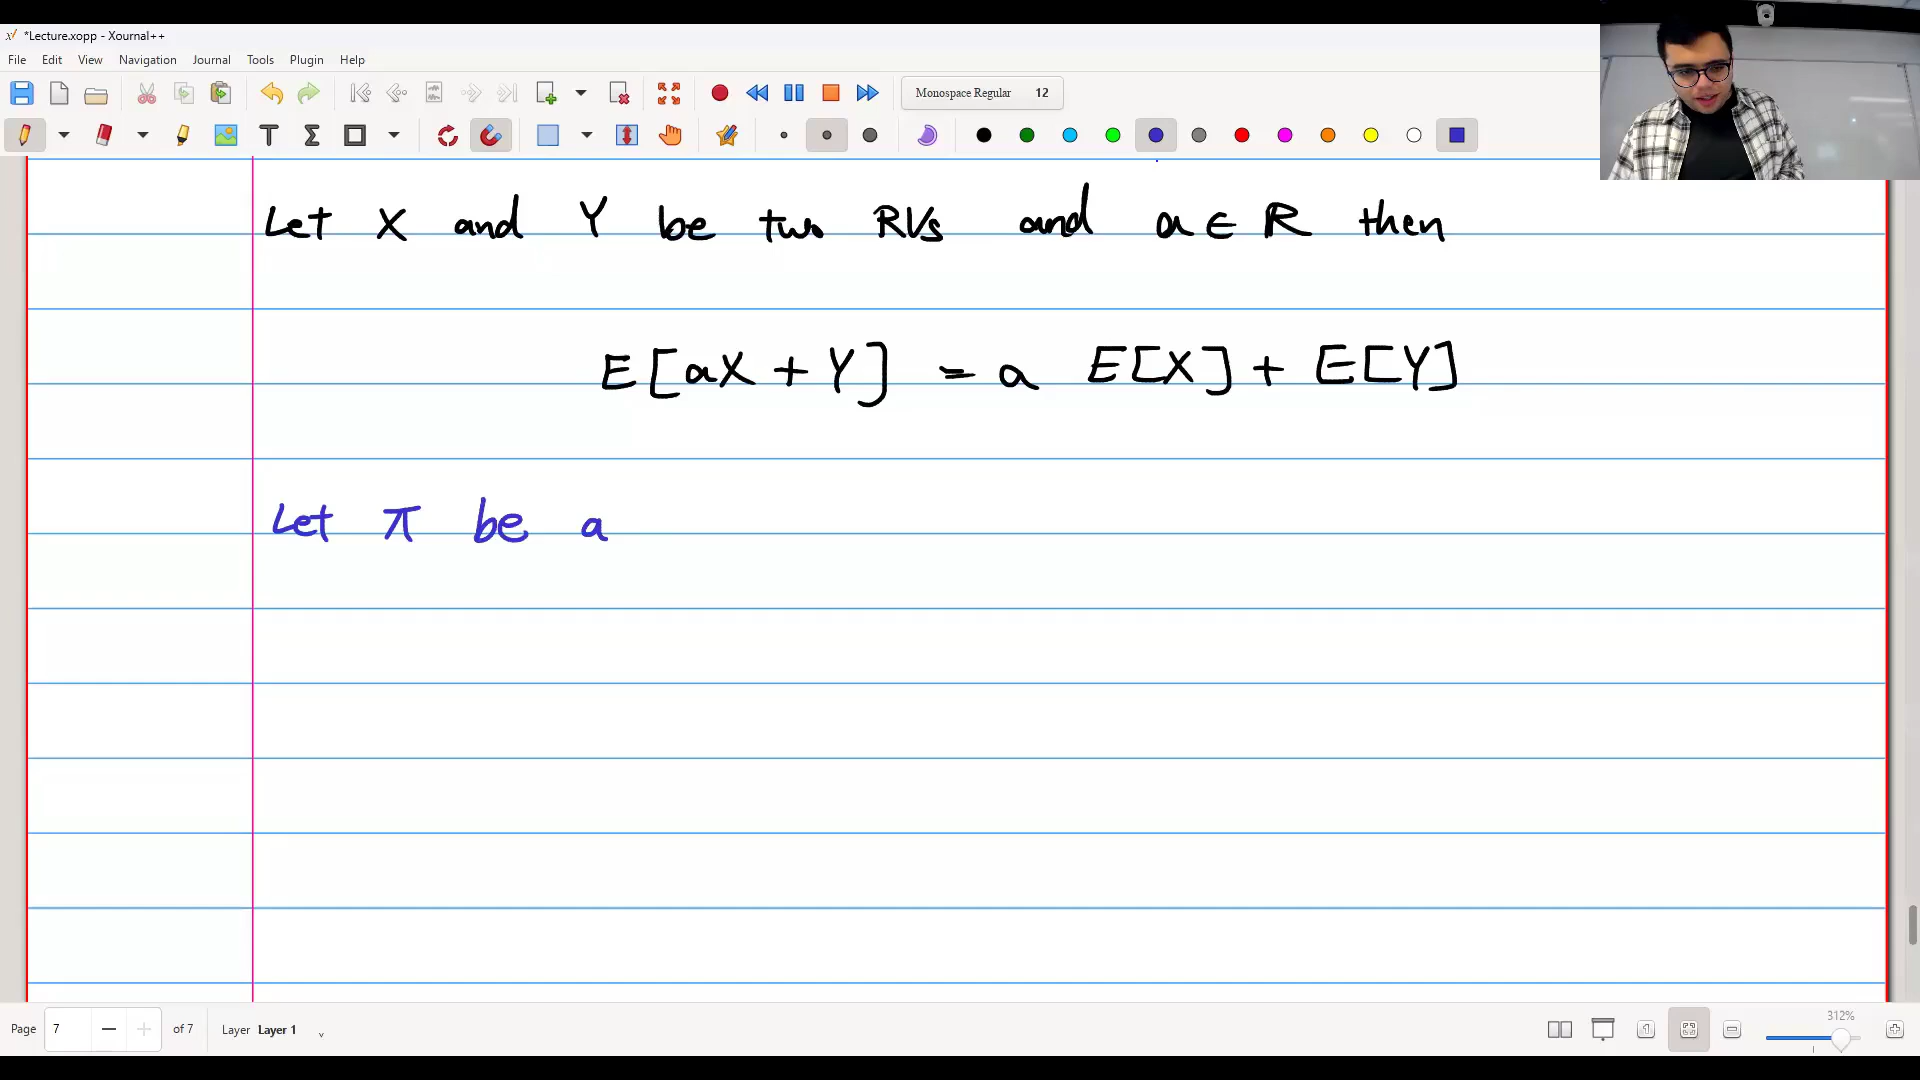 *Lecture.xopp - Xournal++
File Edit View Navigation Journal Tools Plugin Help
Monospace Regular 12
Let X and Y be two RVs and a ∈ ℝ then
E[aX + Y] = a E[X] + E[Y]
Let π be a
Page 7 of 7 Layer Layer 1 312%